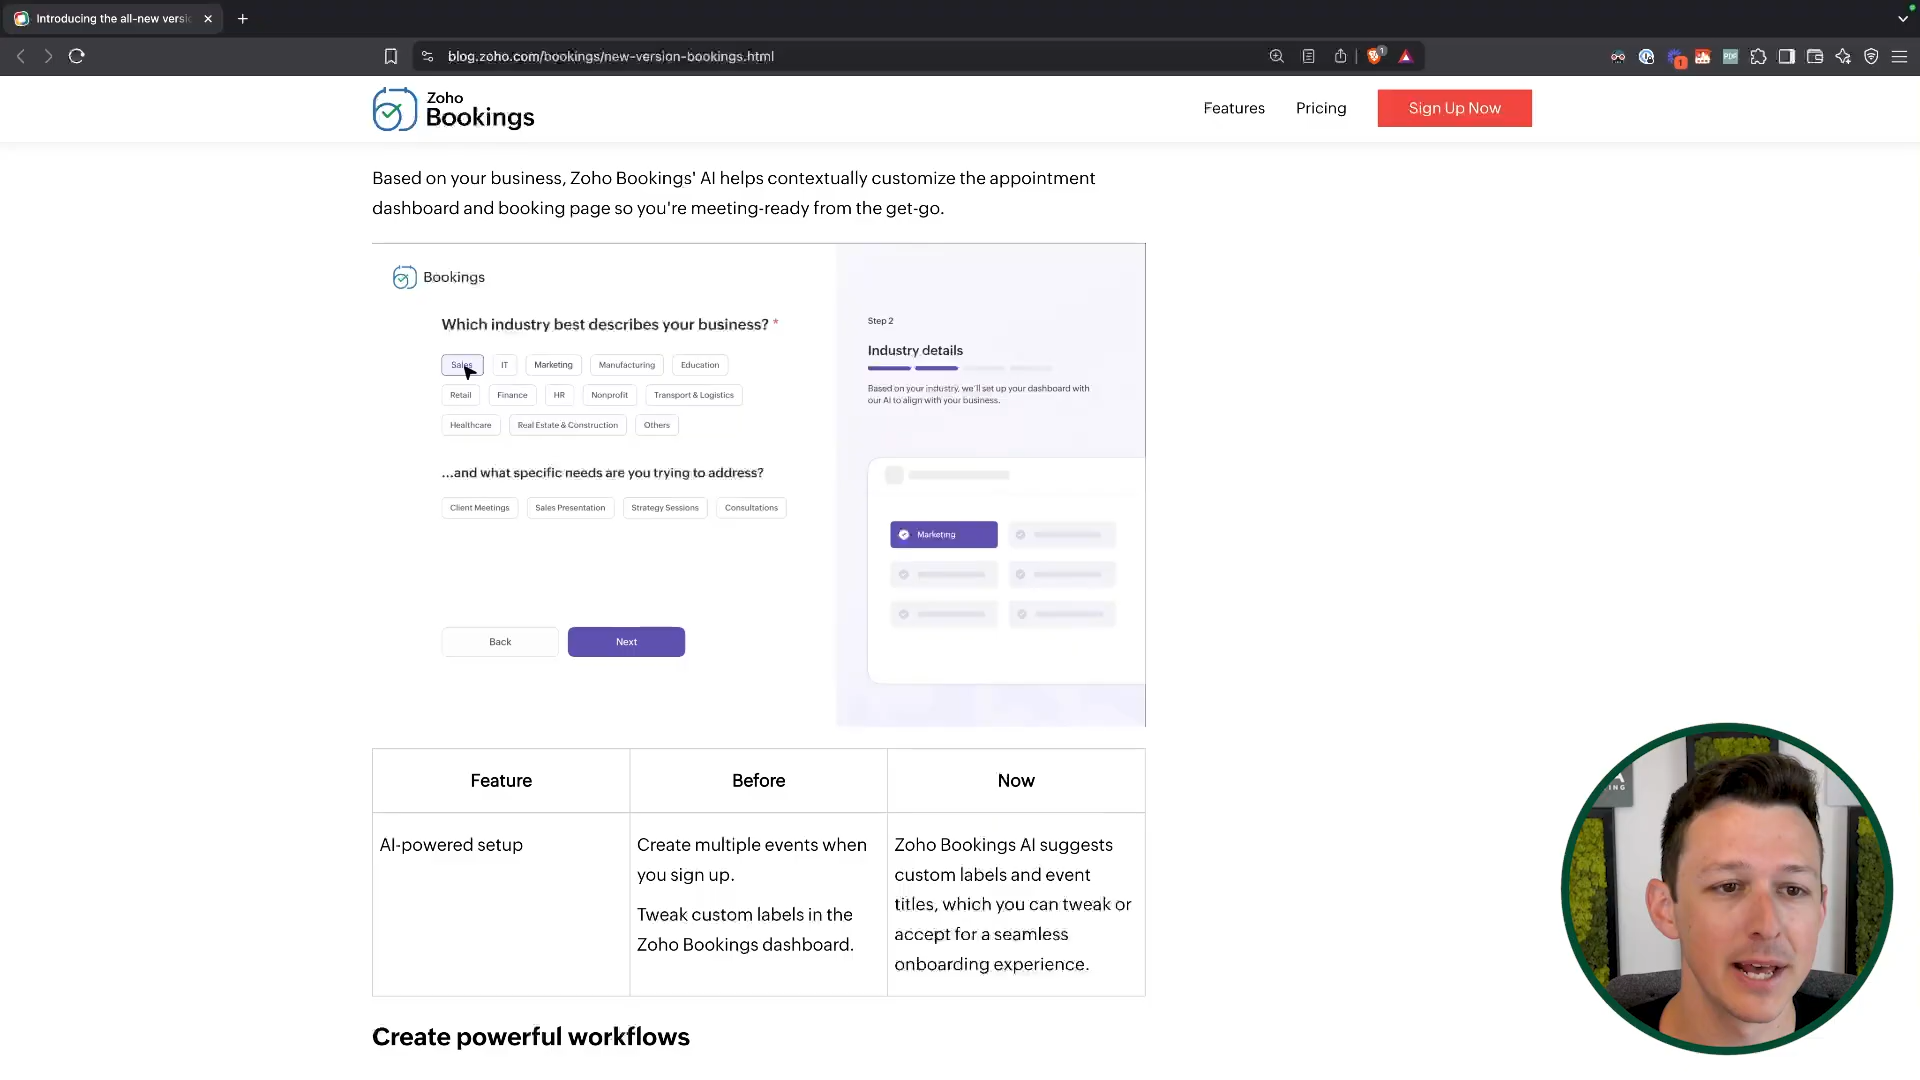 Introducing the all-new versi
blog.zoho.com/bookings/new-version-bookings.html
1
1
PDF
Zoho
Bookings
Features
Pricing
Sign Up Now
Based on your business, Zoho Bookings' AI helps contextually customize the appointment
dashboard and booking page so you're meeting-ready from the get-go.
Bookings
Which industry best describes your business? *
Sales
IT
Marketing
Manufacturing
Education
Retail
Finance
HR
Nonprofit
Transport & Logistics
Healthcare
Real Estate & Construction
Others
...and what specific needs are you trying to address?
Client Meetings
Sales Presentation
Strategy Sessions
Consultations
Back
Next
Step 2
Industry details
Based on your industry, we'll set up your dashboard with
our AI to align with your business.
Marketing
Feature
Before
Now
AI-powered setup
Create multiple events when
you sign up.
Tweak custom labels in the
Zoho Bookings dashboard.
Zoho Bookings AI suggests
custom labels and event
titles, which you can tweak or
accept for a seamless
onboarding experience.
Create powerful workflows